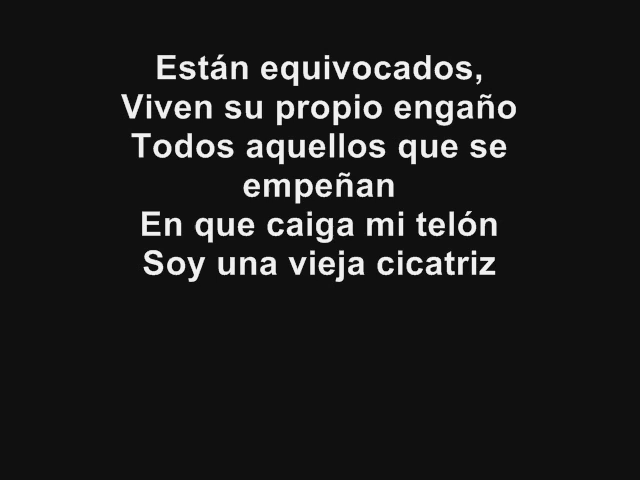 Están equivocados,
Viven su propio engaño
Todos aquellos que se
empeñan
En que caiga mi telón
Soy una vieja cicatriz